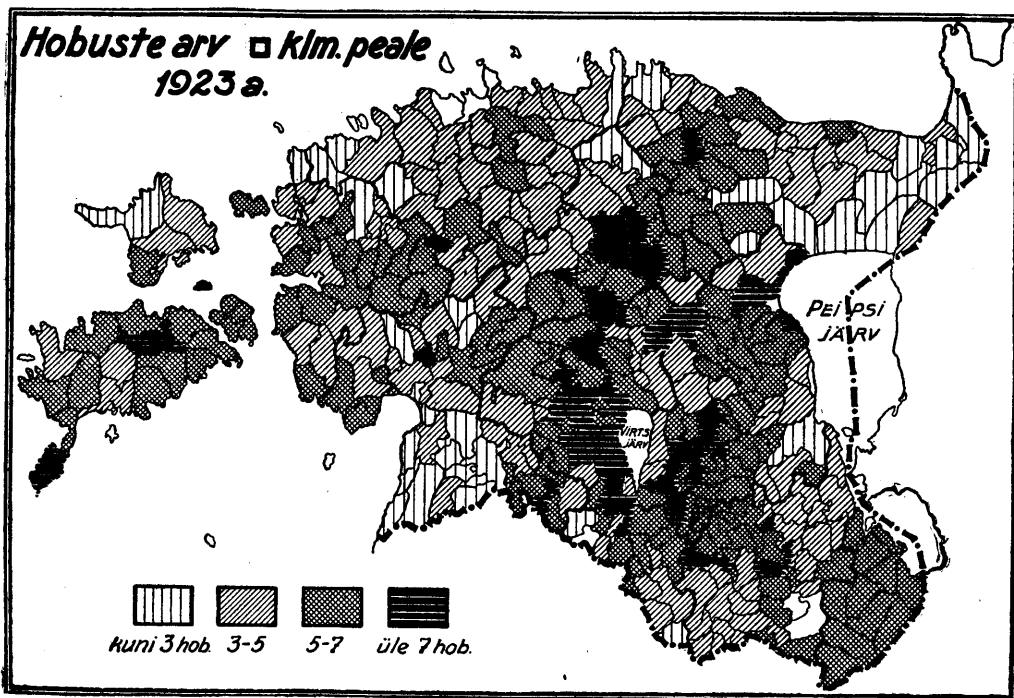 Hobuste arv □ klm. peale
1923 a.
PEIPSI
JÄRV
VIRTS
JÄRV
kuni 3 hob. 3-5 5-7 üle 7 hob.